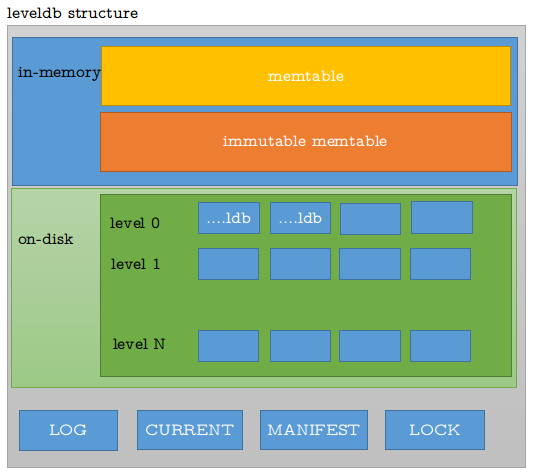 leveldb structure
in-memory
memtable
immutable memtable
on-disk
level 0
....ldb
....ldb
level 1
level N
LOG
CURRENT
MANIFEST
LOCK